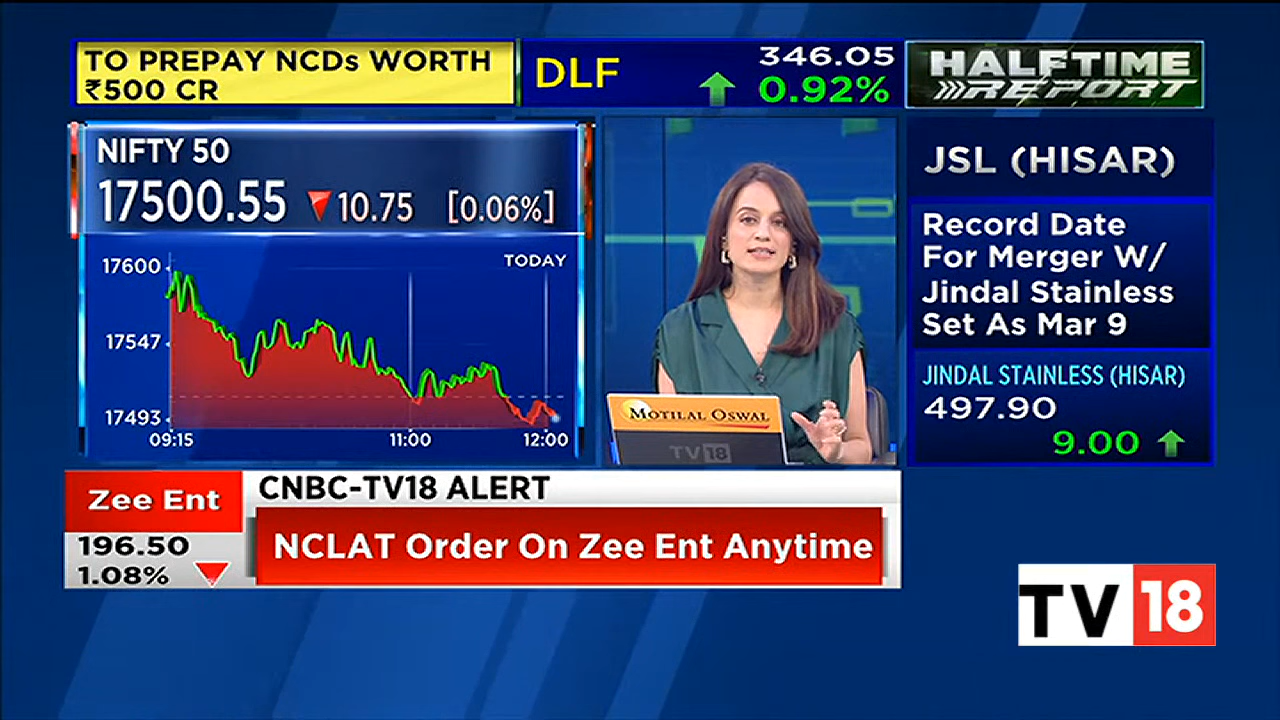 TO PREPAY NCDs WORTH
₹500 CR
DLF
346.05
0.92%
HALFTIME
REPORT
NIFTY 50
17500.55 10.75 [0.06%]
TODAY
17600
17547
17493
09:15 11:00 12:00
MOTILAL OSWAL
TV18
JSL (HISAR)
Record Date
For Merger W/
Jindal Stainless
Set As Mar 9
JINDAL STAINLESS (HISAR)
497.90
9.00
Zee Ent
196.50
1.08%
CNBC-TV18 ALERT
NCLAT Order On Zee Ent Anytime
TV18